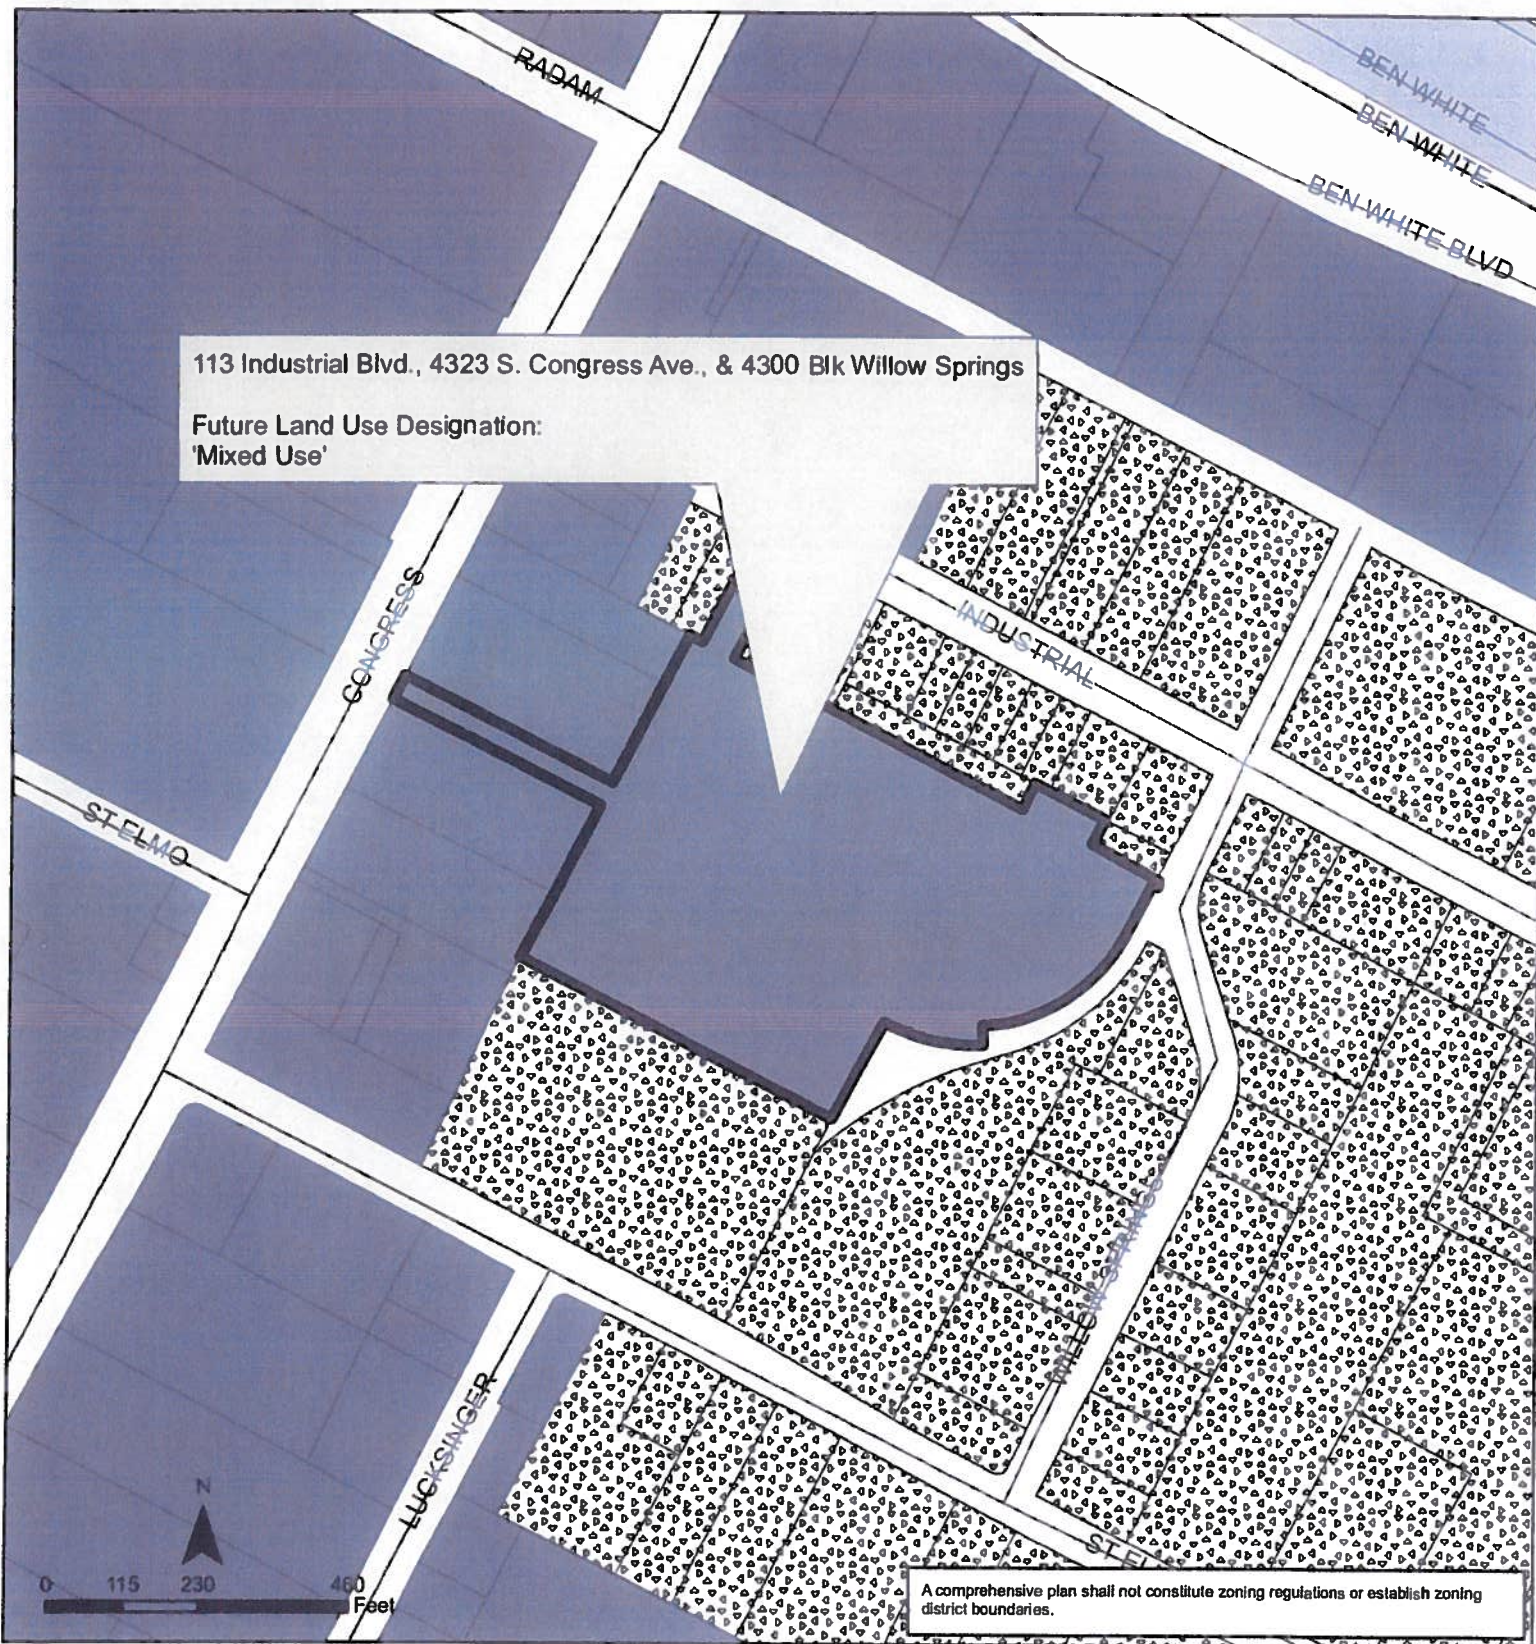 RADAM
BEN WHITE
BEN WHITE
BEN WHITE BLVD
113 Industrial Blvd., 4323 S. Congress Ave., & 4300 Blk Willow Springs
Future Land Use Designation:
'Mixed Use'
CONGRESS
INDUSTRIAL
ST ELMO
WILLOW SPRINGS
LUCKSINGER
ST EL
N
0 115 230 460
Feet
A comprehensive plan shall not constitute zoning regulations or establish zoning
district boundaries.